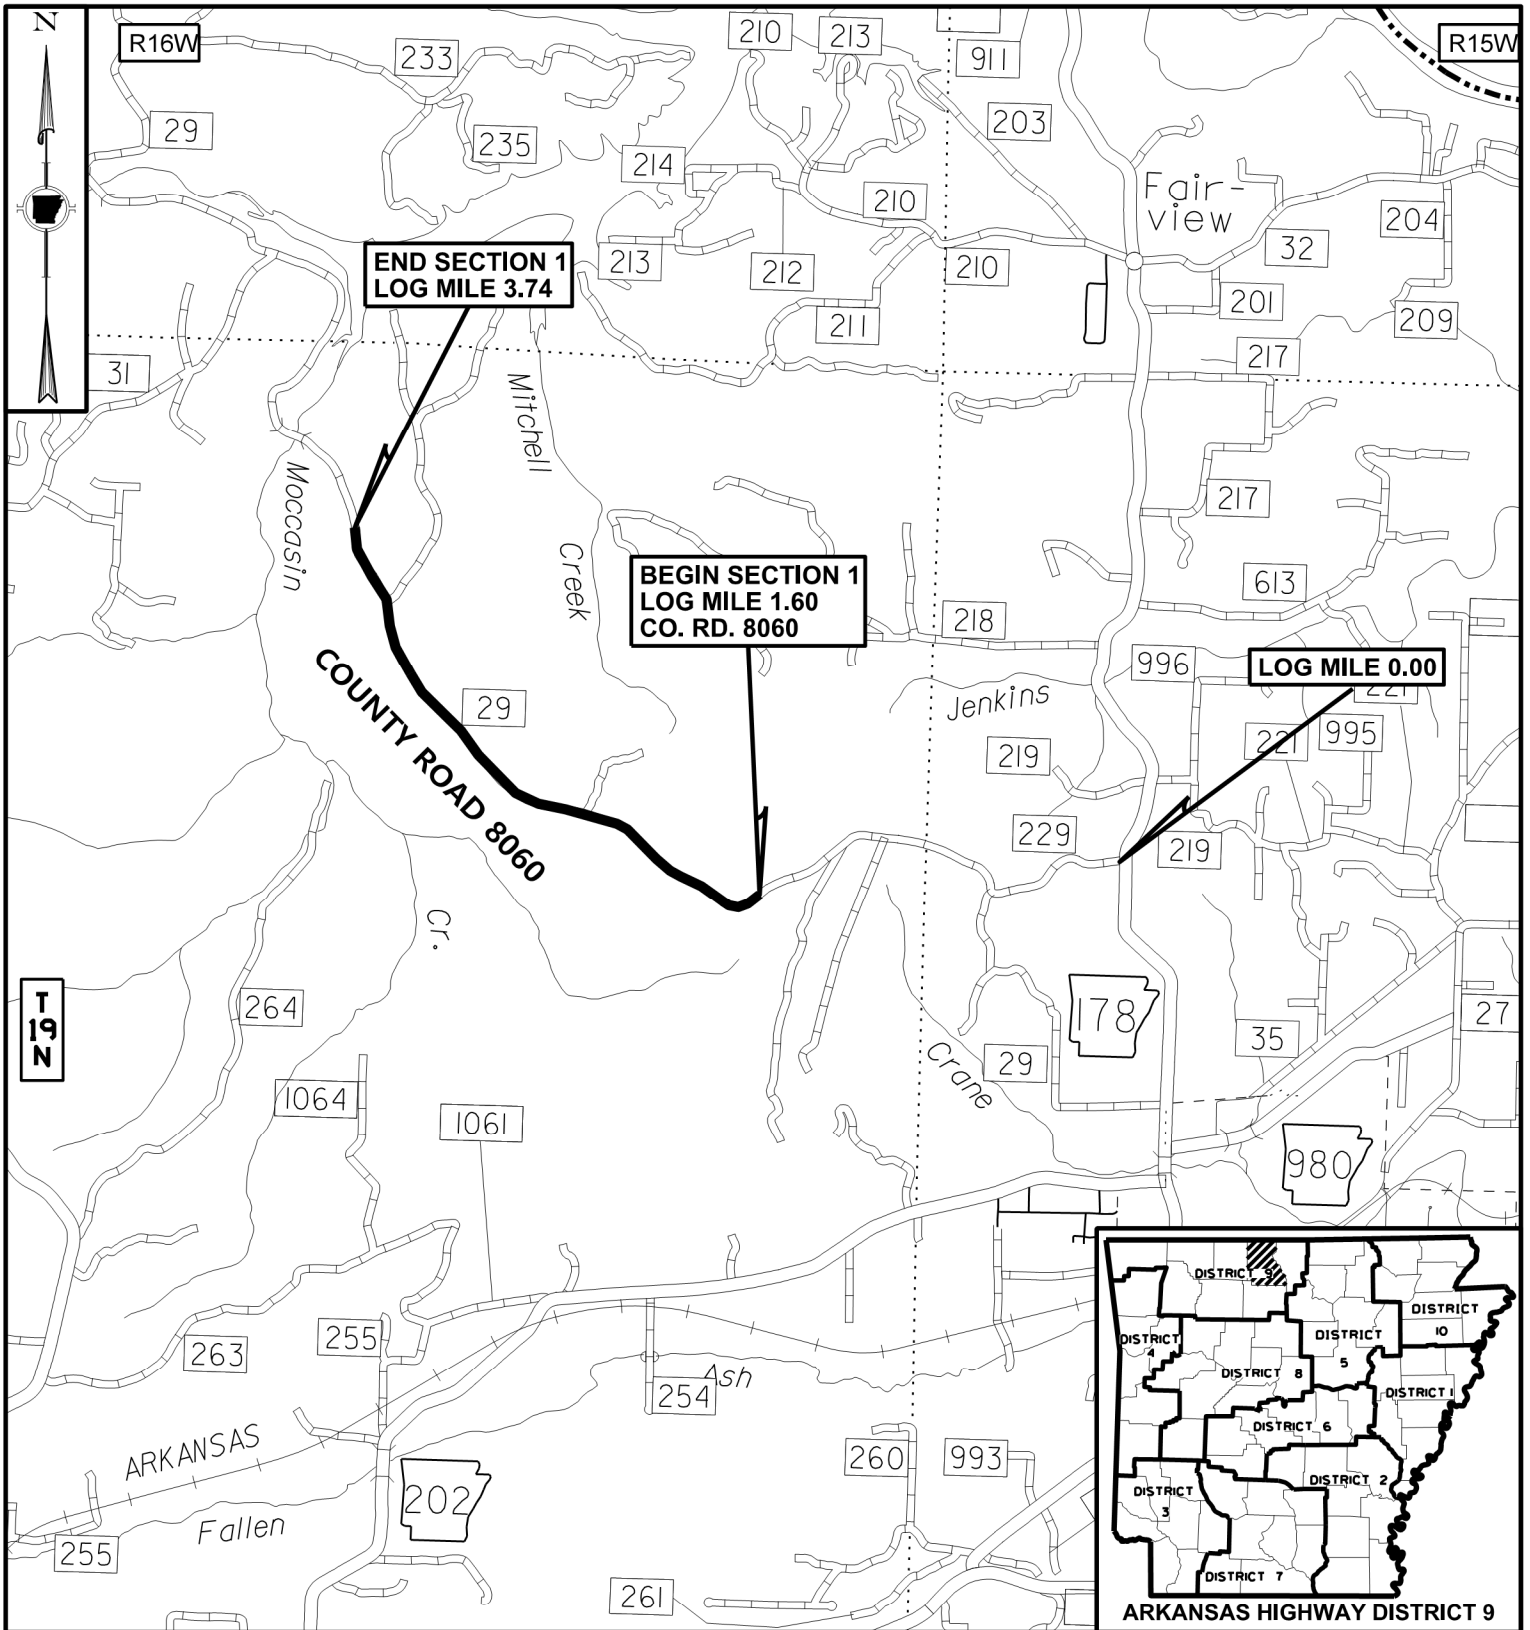 N
R16W
R15W
210
213
911
233
203
29
235
214
Fair-
view
210
204
32
END SECTION 1
LOG MILE 3.74
213
212
210
201
209
211
217
31
Mitchell
Creek
Moccasin
Cr.
217
BEGIN SECTION 1
LOG MILE 1.60
CO. RD. 8060
613
218
996
LOG MILE 0.00
221
Jenkins
29
COUNTY ROAD 8060
219
221
995
229
219
T
19
N
264
178
27
35
Crane
29
1064
1061
980
263
255
254
Ash
ARKANSAS
260
993
202
Fallen
255
261
DISTRICT 9
DISTRICT
10
DISTRICT
4
DISTRICT
5
DISTRICT 8
DISTRICT 1
DISTRICT 6
DISTRICT 2
DISTRICT
3
DISTRICT 7
ARKANSAS HIGHWAY DISTRICT 9